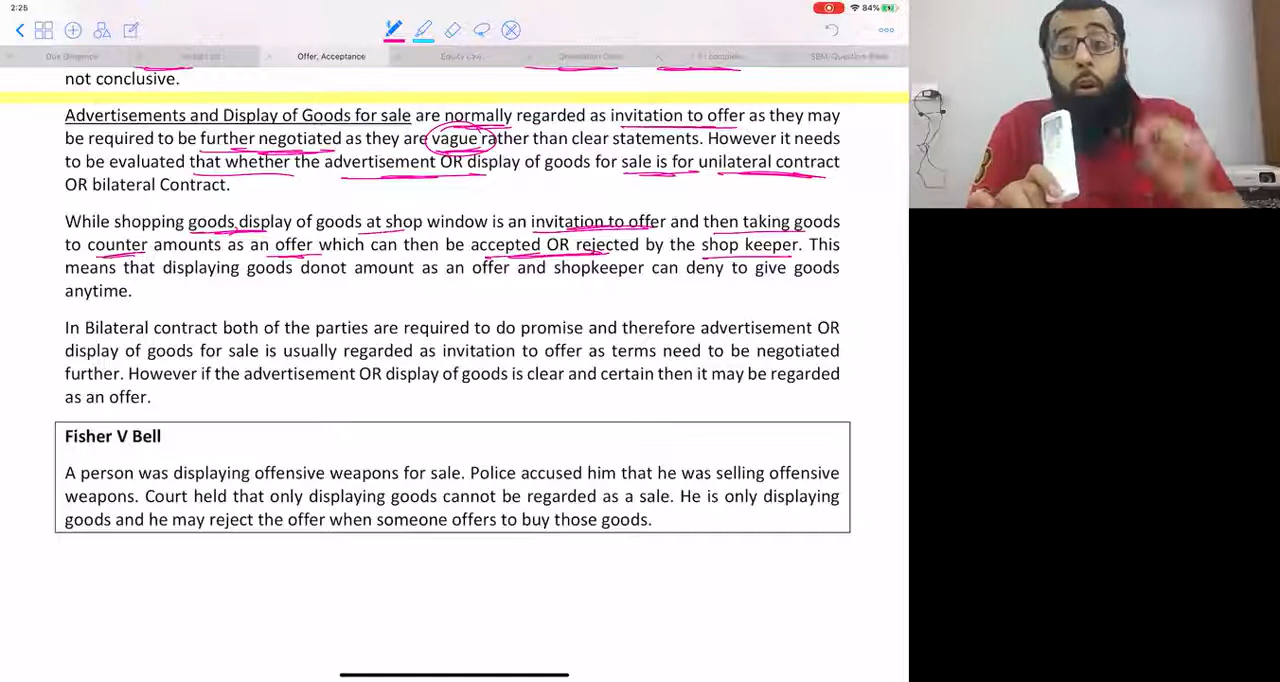 2:25
84%
Due Diligence
Offer, Acceptance
SBM-Question Bank
not conclusive.
Advertisements and Display of Goods for sale are normally regarded as invitation to offer as they may
be required to be further negotiated as they are vague rather than clear statements. However it needs
to be evaluated that whether the advertisement OR display of goods for sale is for unilateral contract
OR bilateral Contract.
While shopping goods display of goods at shop window is an invitation to offer and then taking goods
to counter amounts as an offer which can then be accepted OR rejected by the shop keeper. This
means that displaying goods donot amount as an offer and shopkeeper can deny to give goods
anytime.
In Bilateral contract both of the parties are required to do promise and therefore advertisement OR
display of goods for sale is usually regarded as invitation to offer as terms need to be negotiated
further. However if the advertisement OR display of goods is clear and certain then it may be regarded
as an offer.
Fisher V Bell
A person was displaying offensive weapons for sale. Police accused him that he was selling offensive
weapons. Court held that only displaying goods cannot be regarded as a sale. He is only displaying
goods and he may reject the offer when someone offers to buy those goods.